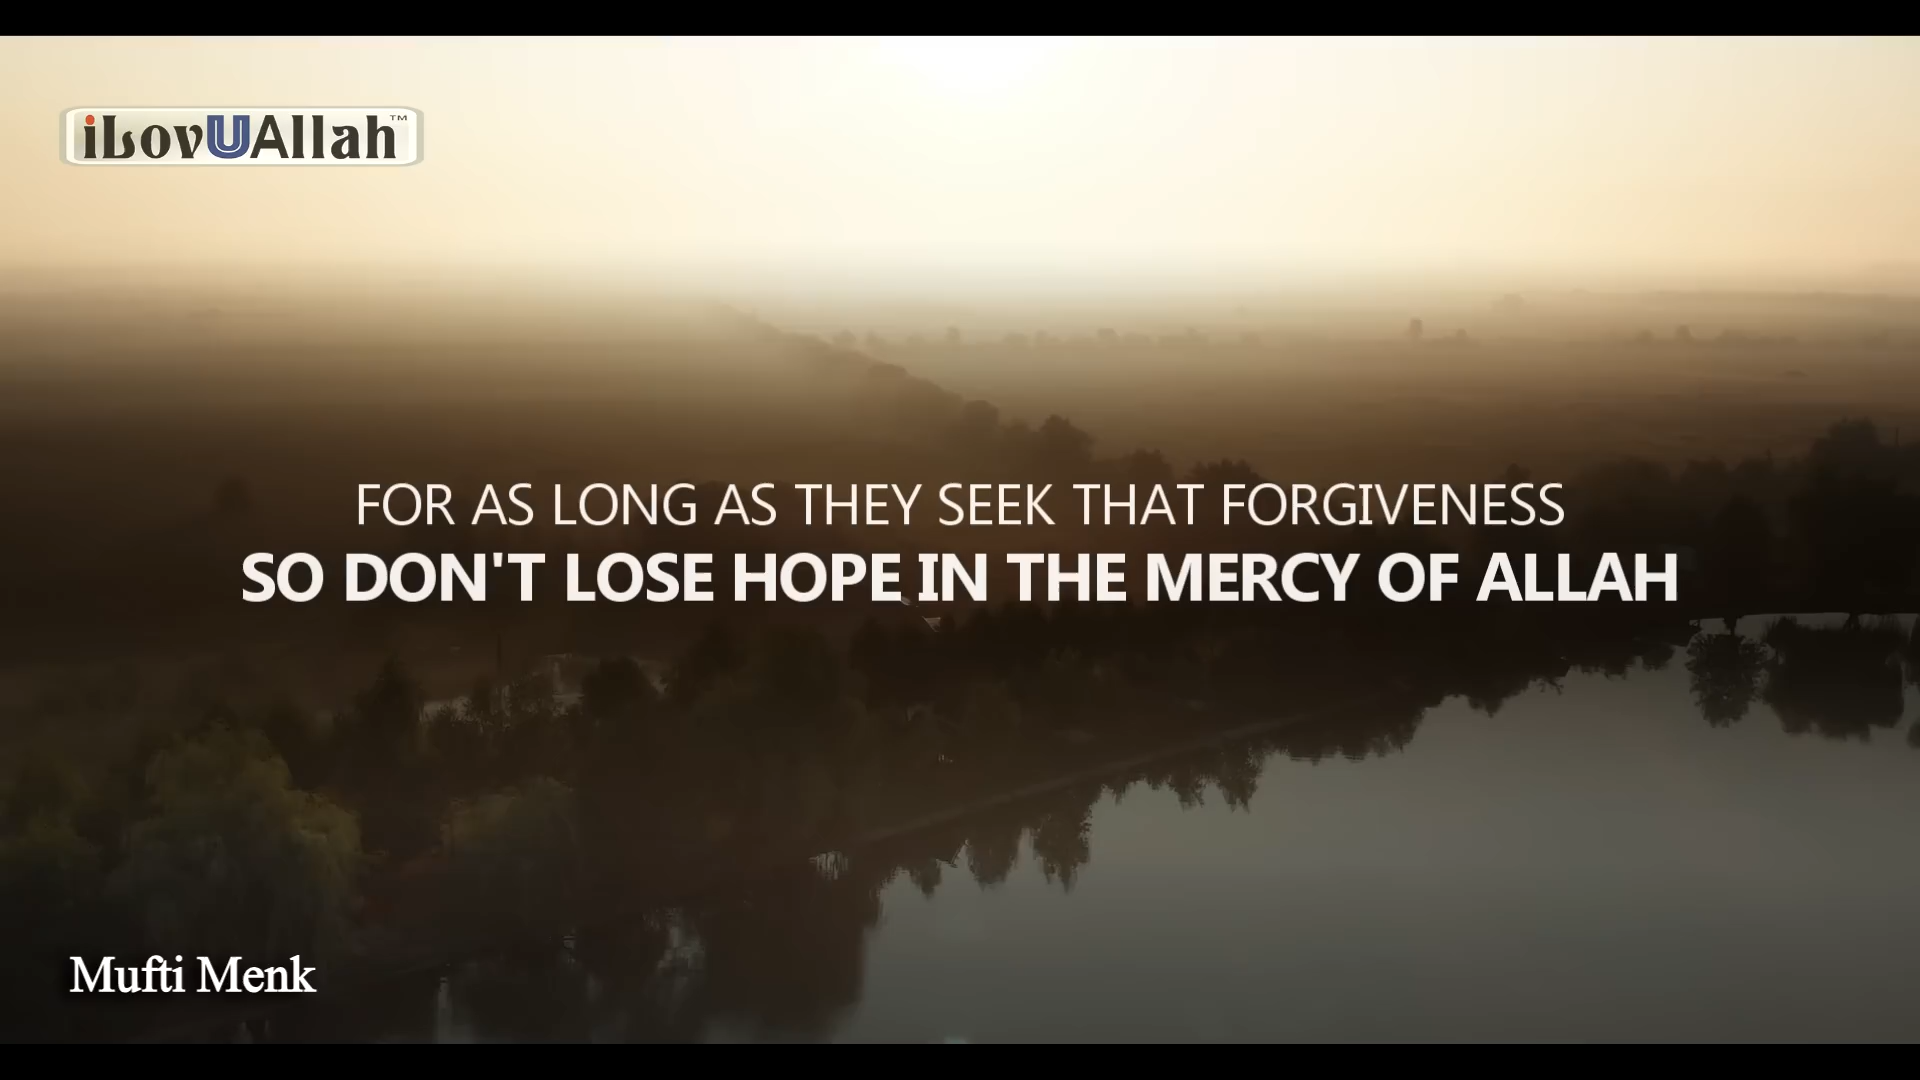 iLovUAllah™
FOR AS LONG AS THEY SEEK THAT FORGIVENESS
SO DON'T LOSE HOPE IN THE MERCY OF ALLAH
Mufti Menk